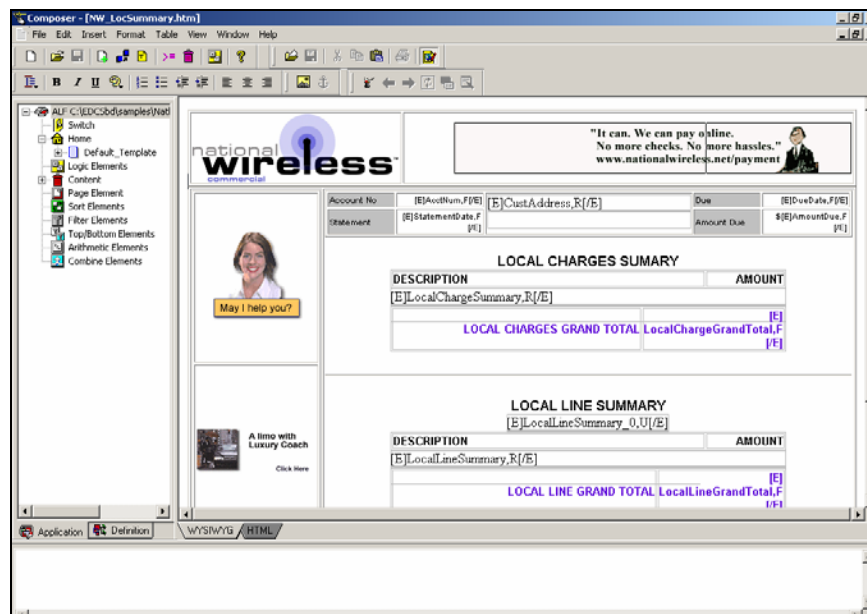 Composer - [NW_LocSummary.htm]
File Edit Insert Format Table View Window Help
B I U
ALF C:\EDCSbd\samples\Natl
Switch
Home
Default_Template
Logic Elements
Content
Page Element
Sort Elements
Filter Elements
Top/Bottom Elements
Arithmetic Elements
Combine Elements
Application
Definition
national
wireless
commercial
"It can. We can pay online.
No more checks. No more hassles."
www.nationalwireless.net/payment
Account No [E]AcctNum,F[/E] [E]CustAddress,R[/E] Due [E]DueDate,F[/E]
Statement [E]StatementDate,F[/E] Amount Due $[E]AmountDue,F[/E]
May I help you?
LOCAL CHARGES SUMARY
DESCRIPTION AMOUNT
[E]LocalChargeSummary,R[/E]
LOCAL CHARGES GRAND TOTAL [E]LocalChargeGrandTotal,F[/E]
A limo with
Luxury Coach
Click Here
LOCAL LINE SUMMARY
[E]LocalLineSummary_0,U[/E]
DESCRIPTION AMOUNT
[E]LocalLineSummary,R[/E]
LOCAL LINE GRAND TOTAL [E]LocalLineGrandTotal,F[/E]
WYSIWYG
HTML